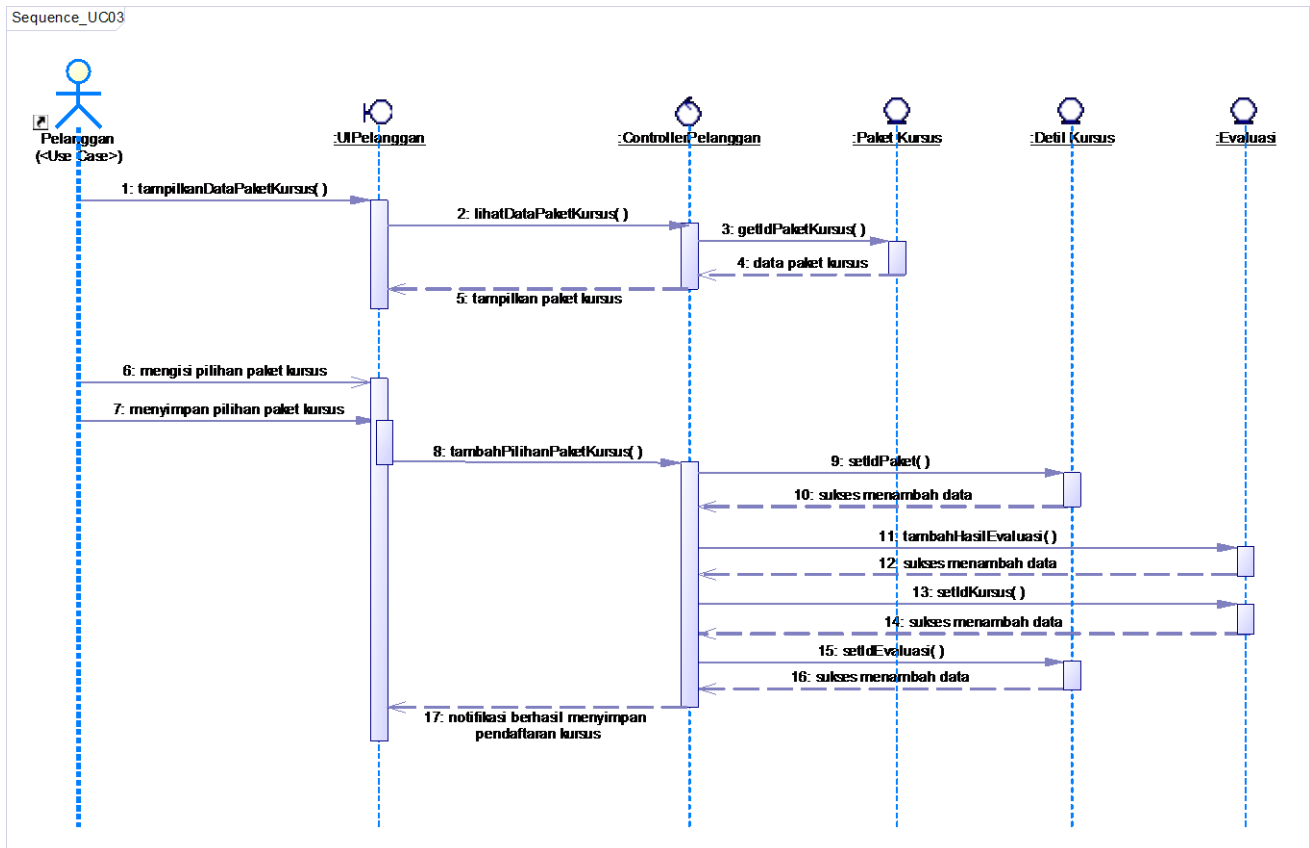 Sequence_UC03
Pelanggan
(<Use Case>)
:UIPelanggan
:ControllerPelanggan
:Paket Kursus
:Detil Kursus
:Evaluasi
1: tampilkanDataPaketKursus( )
2: lihatDataPaketKursus( )
3: getIdPaketKursus( )
4: data paket kursus
5: tampilkan paket kursus
6: mengisi pilihan paket kursus
7: menyimpan pilihan paket kursus
8: tambahPilihanPaketKursus( )
9: setIdPaket( )
10: sukses menambah data
11: tambahHasilEvaluasi( )
12: sukses menambah data
13: setIdKursus( )
14: sukses menambah data
15: setIdEvaluasi( )
16: sukses menambah data
17: notifikasi berhasil menyimpan
pendaftaran kursus